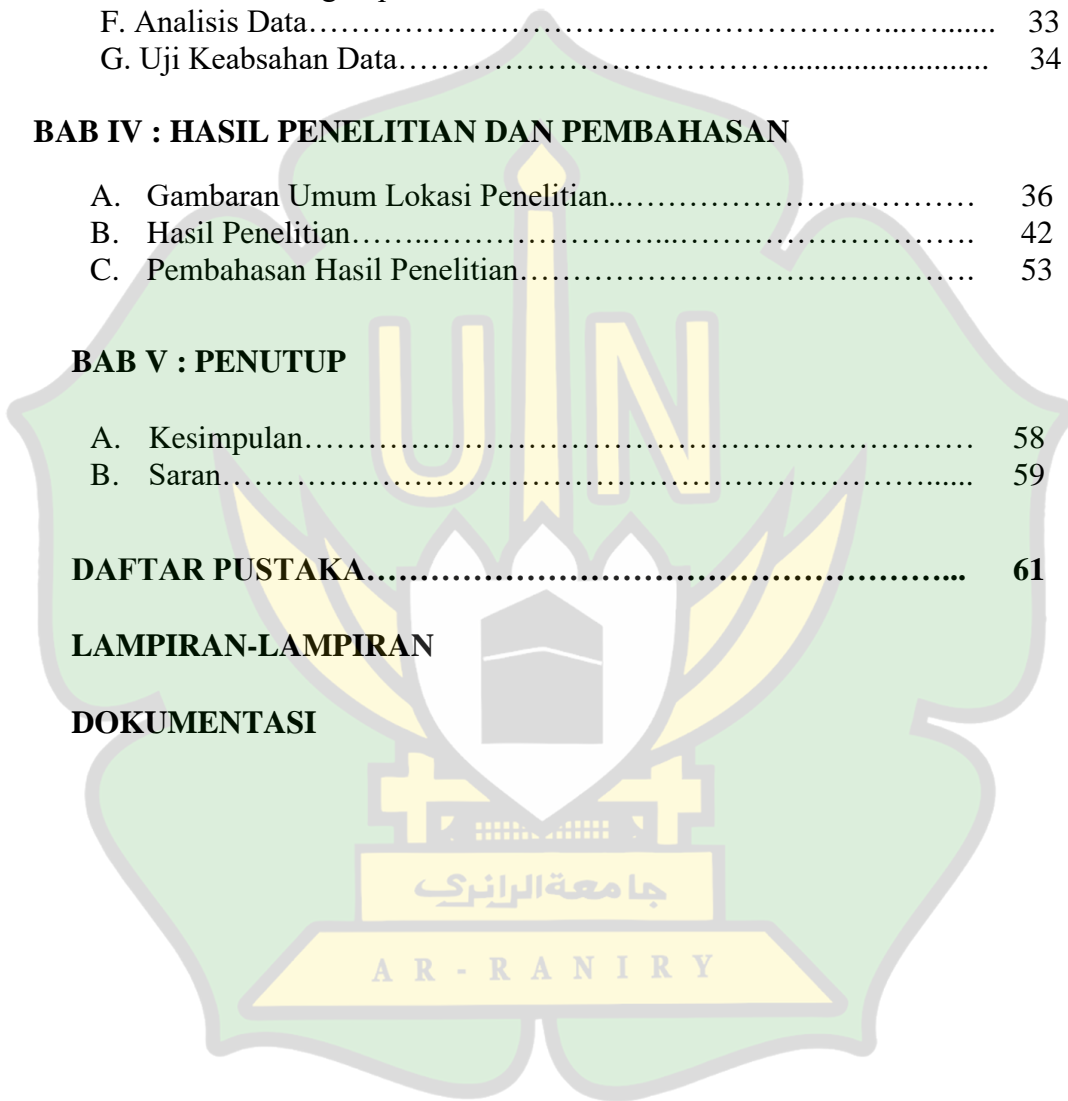 F. Analisis Data……………………………………………...…....... 33
G. Uji Keabsahan Data………………………………......................... 34
BAB IV : HASIL PENELITIAN DAN PEMBAHASAN
A. Gambaran Umum Lokasi Penelitian..…………………….………… 36
B. Hasil Penelitian……..…………………...………………………. 42
C. Pembahasan Hasil Penelitian……………………………………. 53
BAB V : PENUTUP
A. Kesimpulan………………………………………………………… 58
B. Saran……………………………………………………………...... 59
DAFTAR PUSTAKA………………………………………………... 61
LAMPIRAN-LAMPIRAN
DOKUMENTASI
UIN
جامعةالرانري
AR-RANIRY